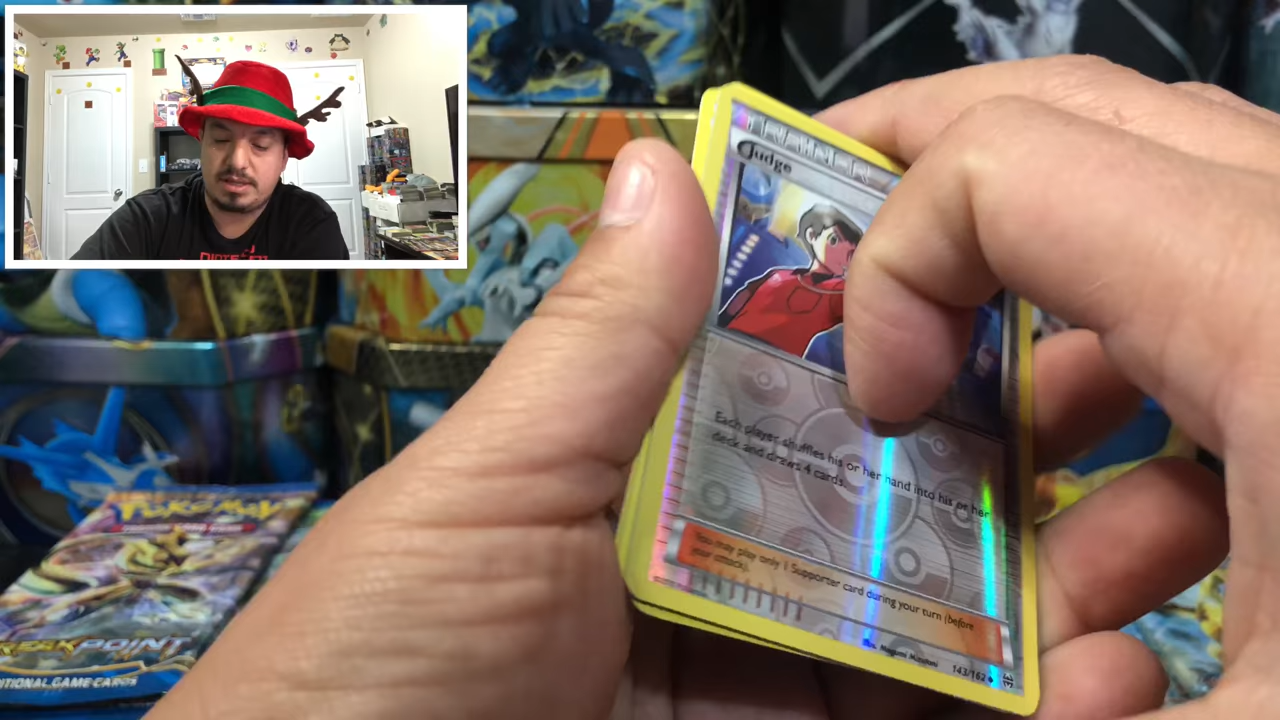 TRAINER
Judge
Each player shuffles his or her hand into his or her
deck and draws 4 cards.
You may play only 1 Supporter card during your turn (before
your attack).
143/162
POKéMON
BREAKPOINT